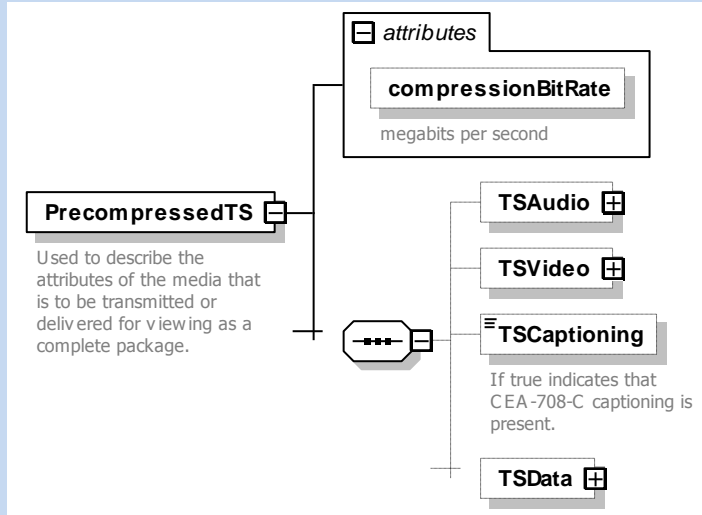 attributes
compressionBitRate
megabits per second
PrecompressedTS
Used to describe the
attributes of the media that
is to be transmitted or
delivered for viewing as a
complete package.
TSAudio
TSVideo
TSCaptioning
If true indicates that
CEA-708-C captioning is
present.
TSData